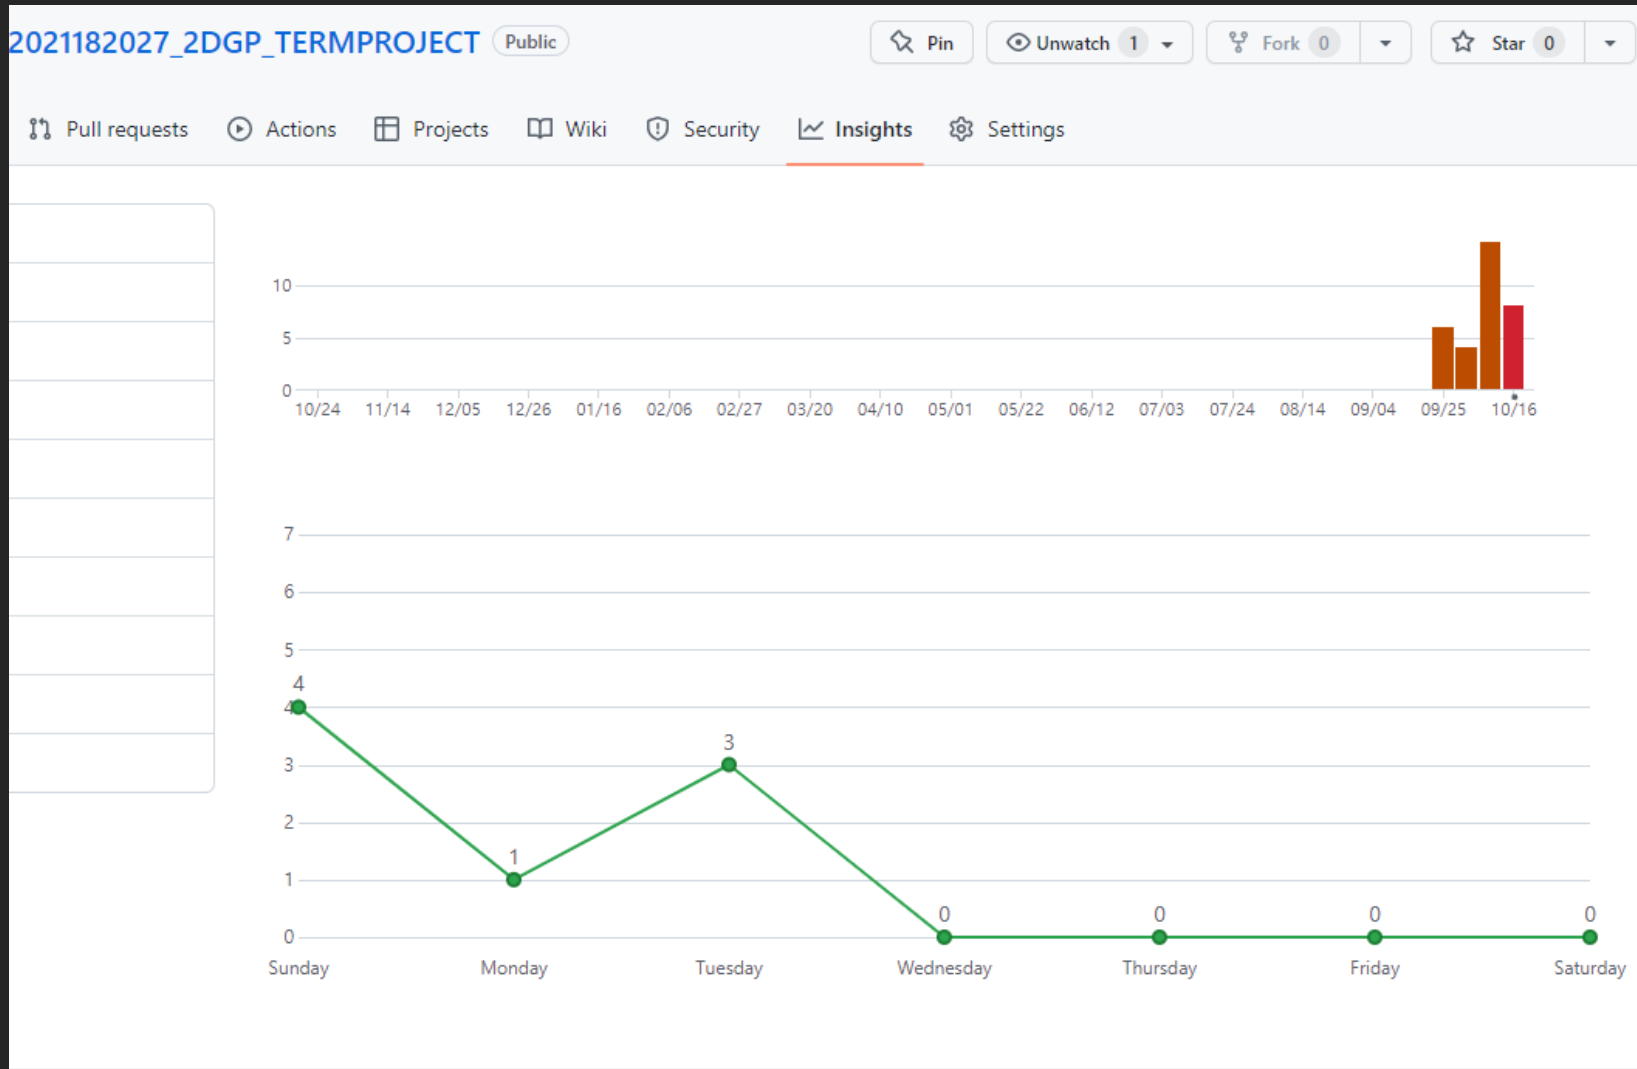 2021182027_2DGP_TERMPROJECT Public Pin Unwatch 1 Fork 0 Star 0
Pull requests Actions Projects Wiki Security Insights Settings
10
5
0
10/24 11/14 12/05 12/26 01/16 02/06 02/27 03/20 04/10 05/01 05/22 06/12 07/03 07/24 08/14 09/04 09/25 10/16
7
6
5
4
4
3
3
2
1
1
0 0 0 0
0
Sunday Monday Tuesday Wednesday Thursday Friday Saturday